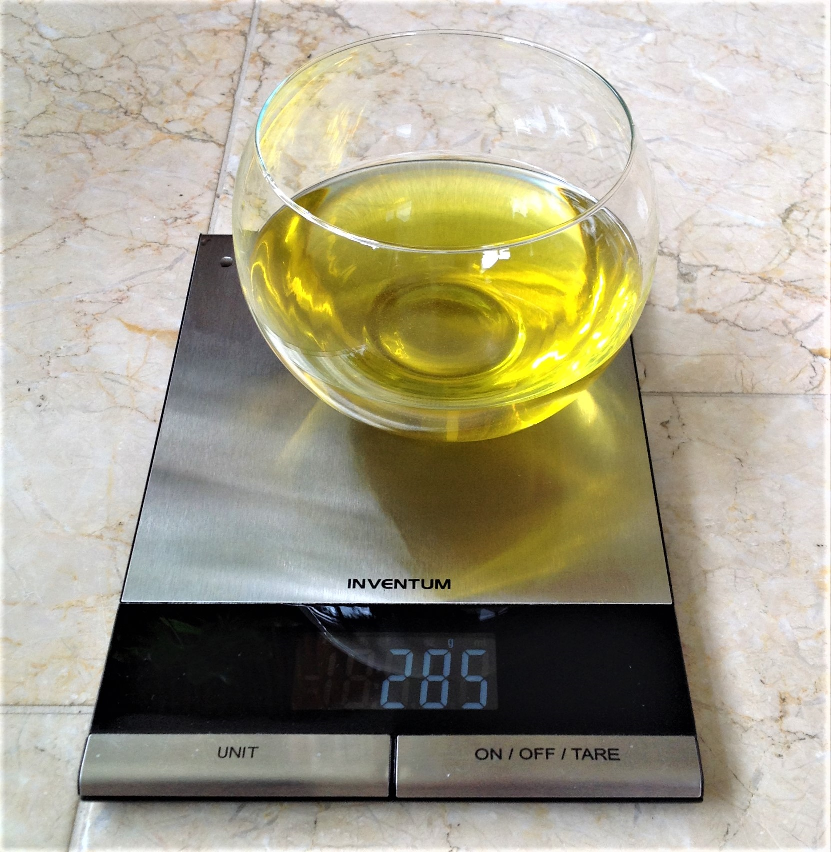 INVENTUM
g
285
UNIT
ON / OFF / TARE